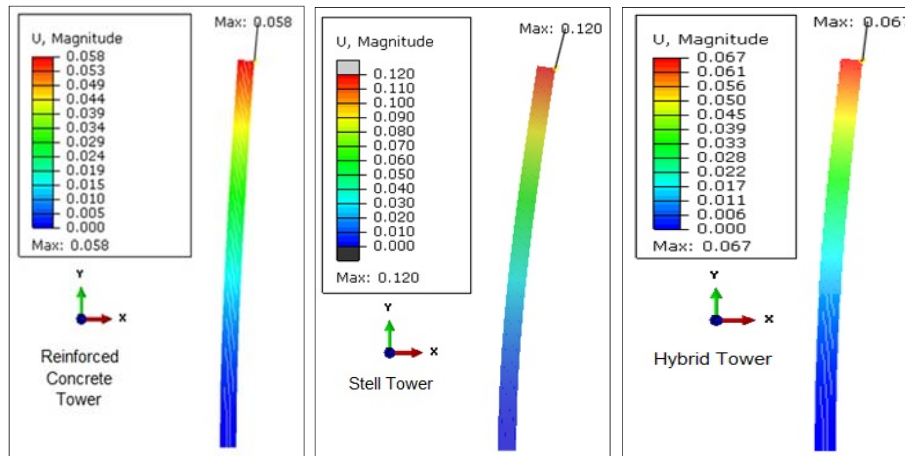 Max: 0.058
U, Magnitude
0.058
0.053
0.049
0.044
0.039
0.034
0.029
0.024
0.019
0.015
0.010
0.005
0.000
Max: 0.058
Y
X
Reinforced
Concrete
Tower
Max: 0.120
U, Magnitude
0.120
0.110
0.100
0.090
0.080
0.070
0.060
0.050
0.040
0.030
0.020
0.010
0.000
Max: 0.120
Y
X
Stell Tower
Max: 0.067
U, Magnitude
0.067
0.061
0.056
0.050
0.045
0.039
0.033
0.028
0.022
0.017
0.011
0.006
0.000
Max: 0.067
Y
X
Hybrid Tower